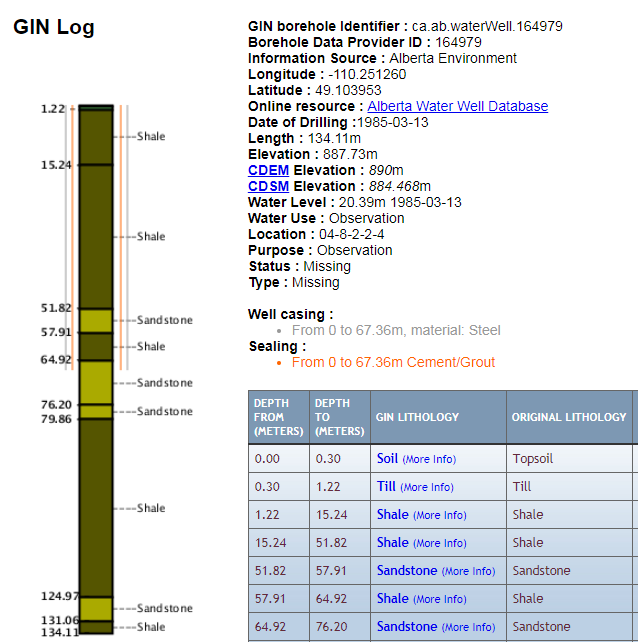 GIN Log
1.22
Shale
15.24
Shale
51.82
Sandstone
57.91
Shale
64.92
Sandstone
76.20
Sandstone
79.86
Shale
124.97
Sandstone
131.06
Shale
134.11
GIN borehole Identifier : ca.ab.waterWell.164979
Borehole Data Provider ID : 164979
Information Source : Alberta Environment
Longitude : -110.251260
Latitude : 49.103953
Online resource : Alberta Water Well Database
Date of Drilling :1985-03-13
Length : 134.11m
Elevation : 887.73m
CDEM Elevation : 890m
CDSM Elevation : 884.468m
Water Level : 20.39m 1985-03-13
Water Use : Observation
Location : 04-8-2-2-4
Purpose : Observation
Status : Missing
Type : Missing
Well casing :
• From 0 to 67.36m, material: Steel
Sealing :
• From 0 to 67.36m Cement/Grout
DEPTH FROM (METERS) DEPTH TO (METERS) GIN LITHOLOGY ORIGINAL LITHOLOGY
0.00 0.30 Soil (More Info) Topsoil
0.30 1.22 Till (More Info) Till
1.22 15.24 Shale (More Info) Shale
15.24 51.82 Shale (More Info) Shale
51.82 57.91 Sandstone (More Info) Sandstone
57.91 64.92 Shale (More Info) Shale
64.92 76.20 Sandstone (More Info) Sandstone